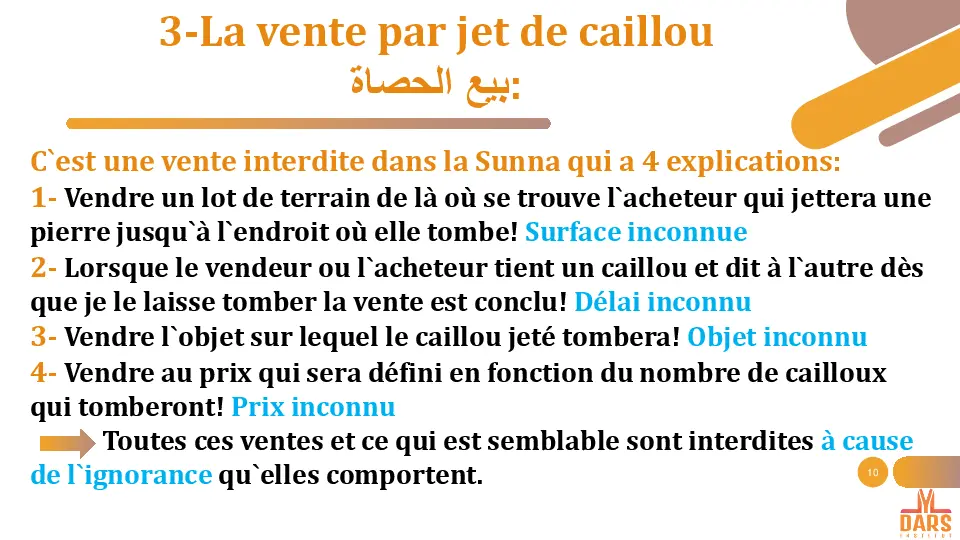 3-La vente par jet de caillou
بيع الحصاة:
C`est une vente interdite dans la Sunna qui a 4 explications:
1- Vendre un lot de terrain de là où se trouve l`acheteur qui jettera une
pierre jusqu`à l`endroit où elle tombe! Surface inconnue
2- Lorsque le vendeur ou l`acheteur tient un caillou et dit à l`autre dès
que je le laisse tomber la vente est conclu! Délai inconnu
3- Vendre l`objet sur lequel le caillou jeté tombera! Objet inconnu
4- Vendre au prix qui sera défini en fonction du nombre de cailloux
qui tomberont! Prix inconnu
Toutes ces ventes et ce qui est semblable sont interdites à cause
de l`ignorance qu`elles comportent.
10
DARS
INSTITUT